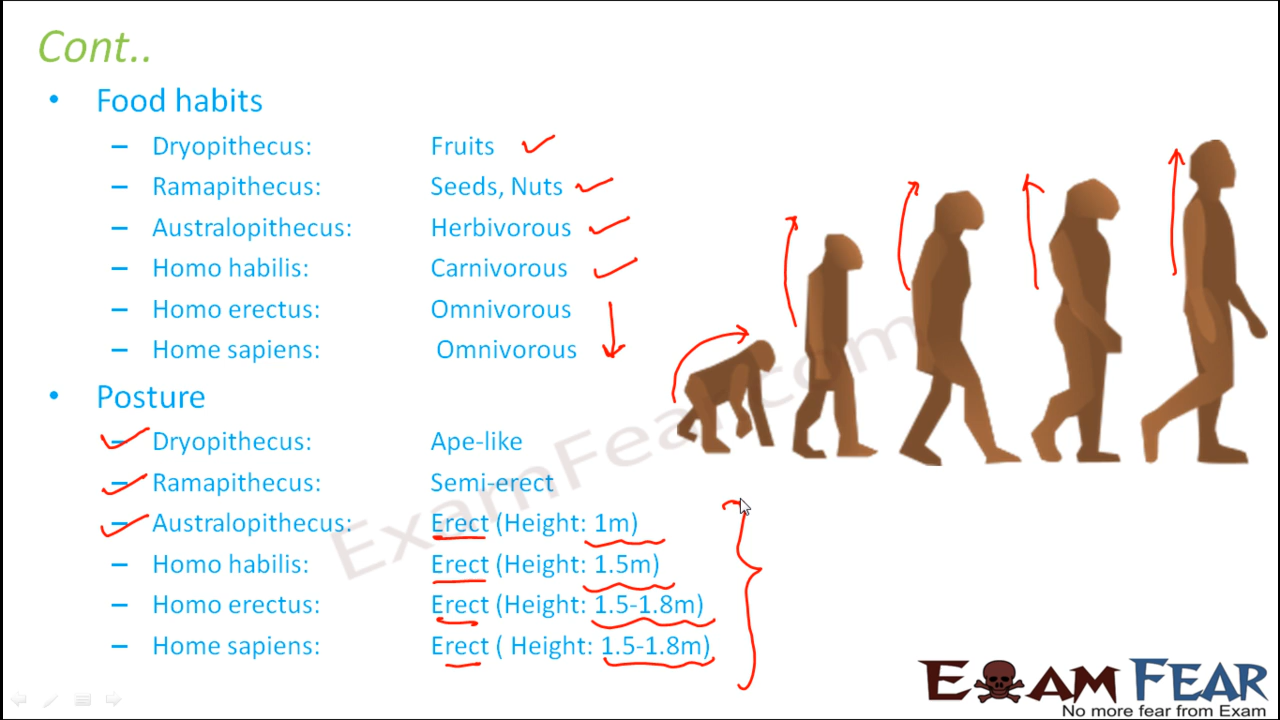 Cont..
• Food habits
– Dryopithecus: Fruits
– Ramapithecus: Seeds, Nuts
– Australopithecus: Herbivorous
– Homo habilis: Carnivorous
– Homo erectus: Omnivorous
– Home sapiens: Omnivorous
• Posture
– Dryopithecus: Ape-like
– Ramapithecus: Semi-erect
– Australopithecus: Erect (Height: 1m)
– Homo habilis: Erect (Height: 1.5m)
– Homo erectus: Erect (Height: 1.5-1.8m)
– Home sapiens: Erect ( Height: 1.5-1.8m)
ExamFear.com
EXAM FEAR
No more fear from Exam